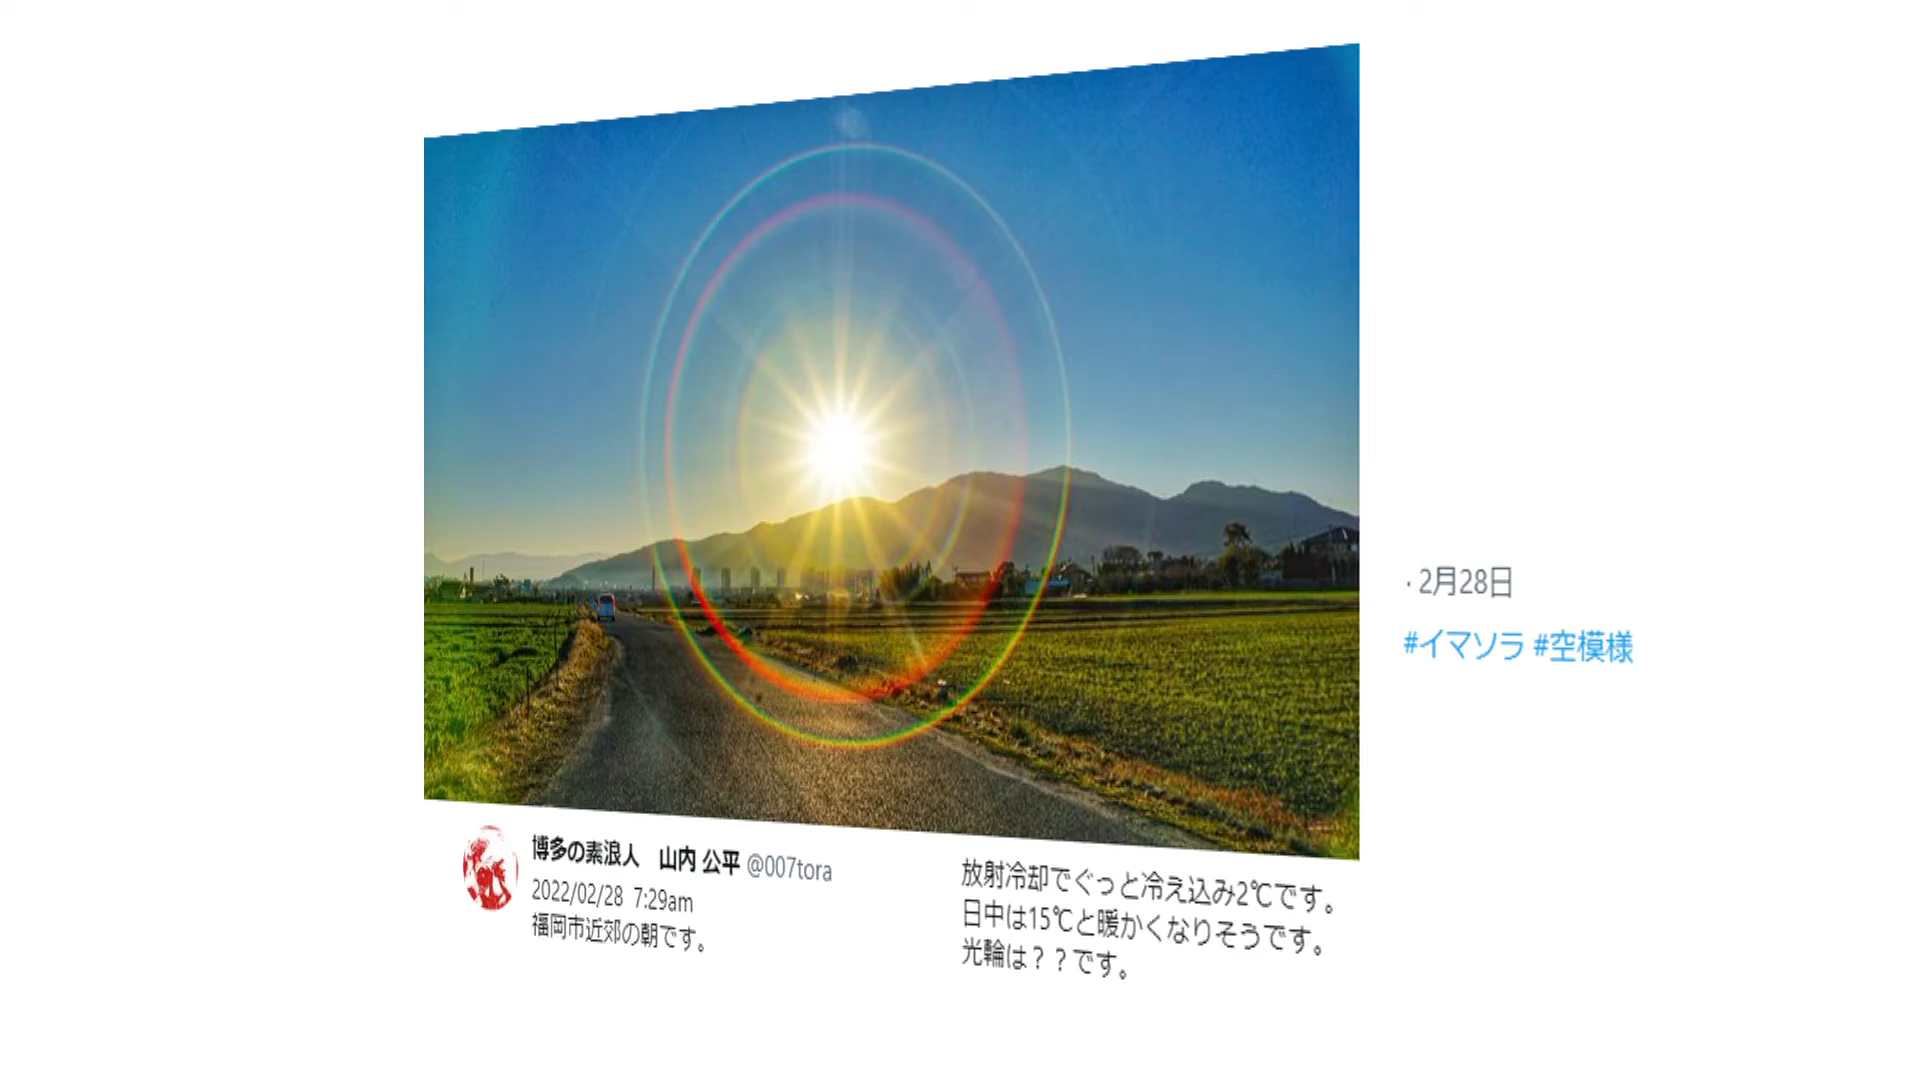 博多の素浪人　山内 公平 @007tora
2022/02/28 7:29am
福岡市近郊の朝です。
放射冷却でぐっと冷え込み2℃です。
日中は15℃と暖かくなりそうです。
光輪は？？です。
· 2月28日
#イマソラ #空模様